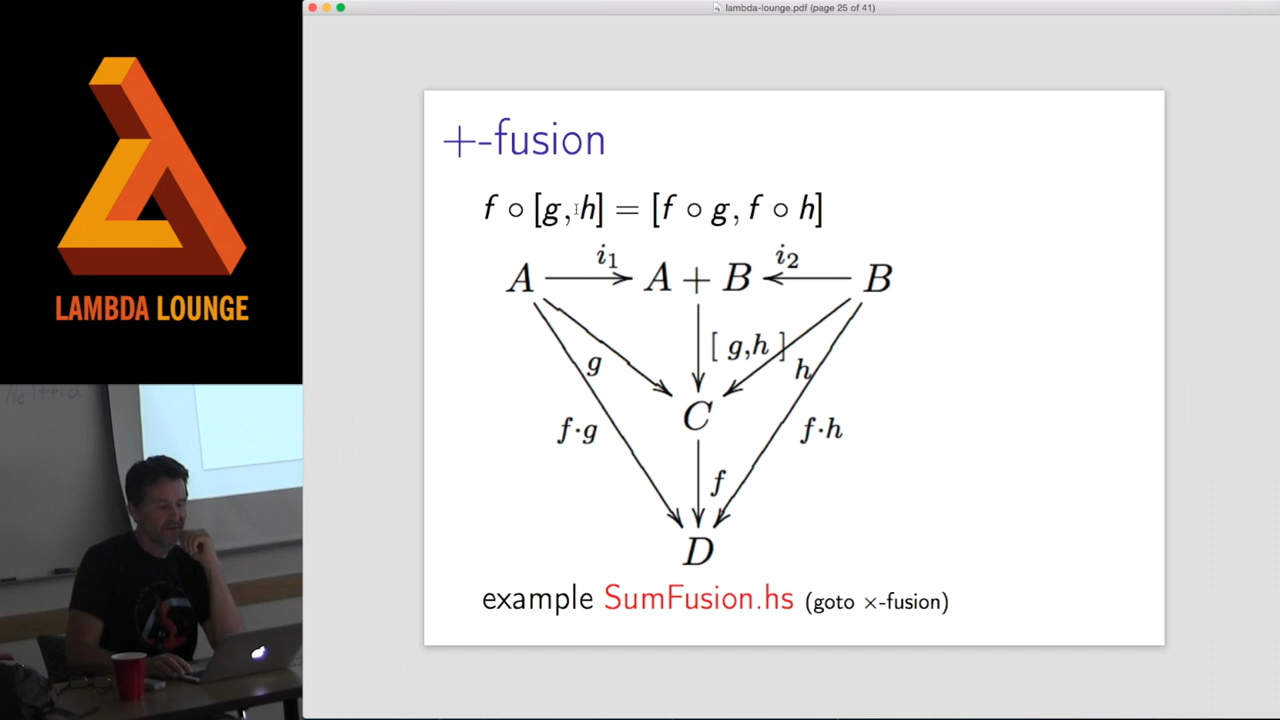 lambda-lounge.pdf (page 25 of 41)
LAMBDA LOUNGE
+-fusion
f ∘ [g, h] = [f ∘ g, f ∘ h]
i₁ i₂
A A + B B
[ g,h ]
g h
C
f·g f·h
f
D
example SumFusion.hs (goto ×-fusion)